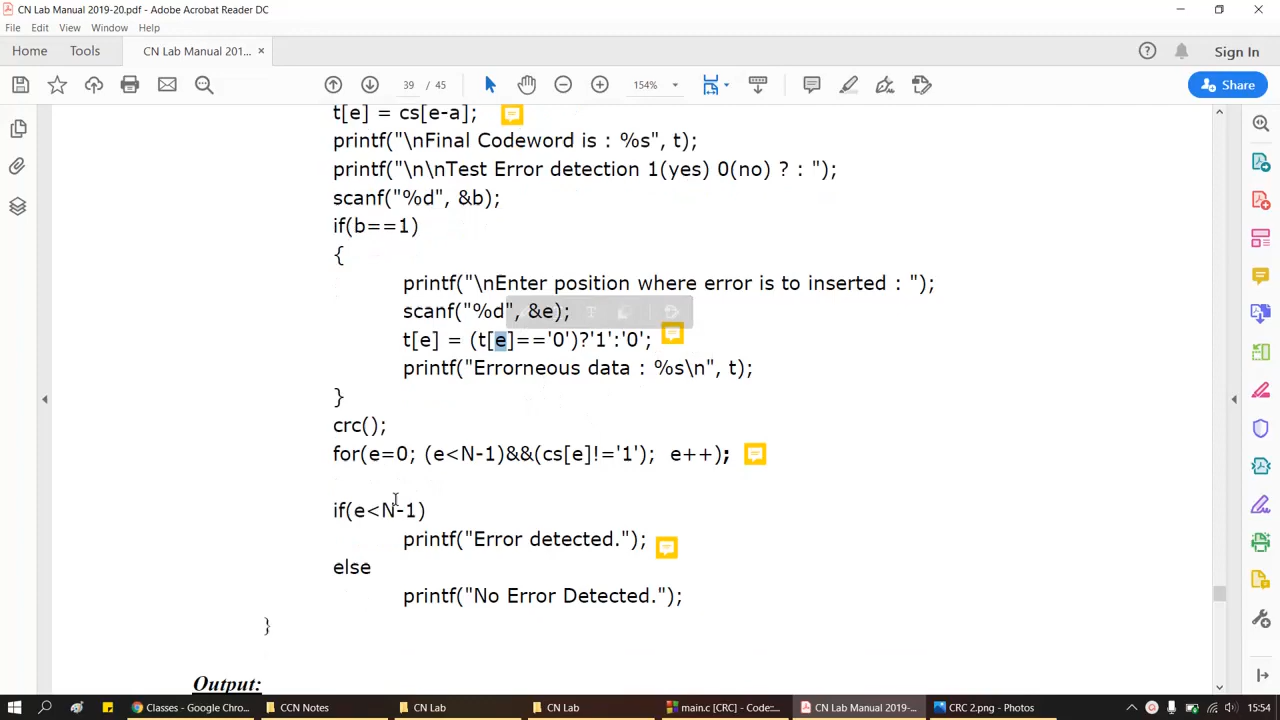 CN Lab Manual 2019-20.pdf - Adobe Acrobat Reader DC
File Edit View Window Help
Home Tools CN Lab Manual 201... × Sign In
39 / 45 154% Share
t[e] = cs[e-a];
printf("\nFinal Codeword is : %s", t);
printf("\n\nTest Error detection 1(yes) 0(no) ? : ");
scanf("%d", &b);
if(b==1)
{
printf("\nEnter position where error is to inserted : ");
scanf("%d", &e);
t[e] = (t[e]=='0')?'1':'0';
printf("Errorneous data : %s\n", t);
}
crc();
for(e=0; (e<N-1)&&(cs[e]!='1'); e++);
if(e<N-1)
printf("Error detected.");
else
printf("No Error Detected.");
}
Output:
Classes - Google Chro... CCN Notes CN Lab CN Lab main.c [CRC] - Code:... CN Lab Manual 2019-... CRC 2.png - Photos 15:54